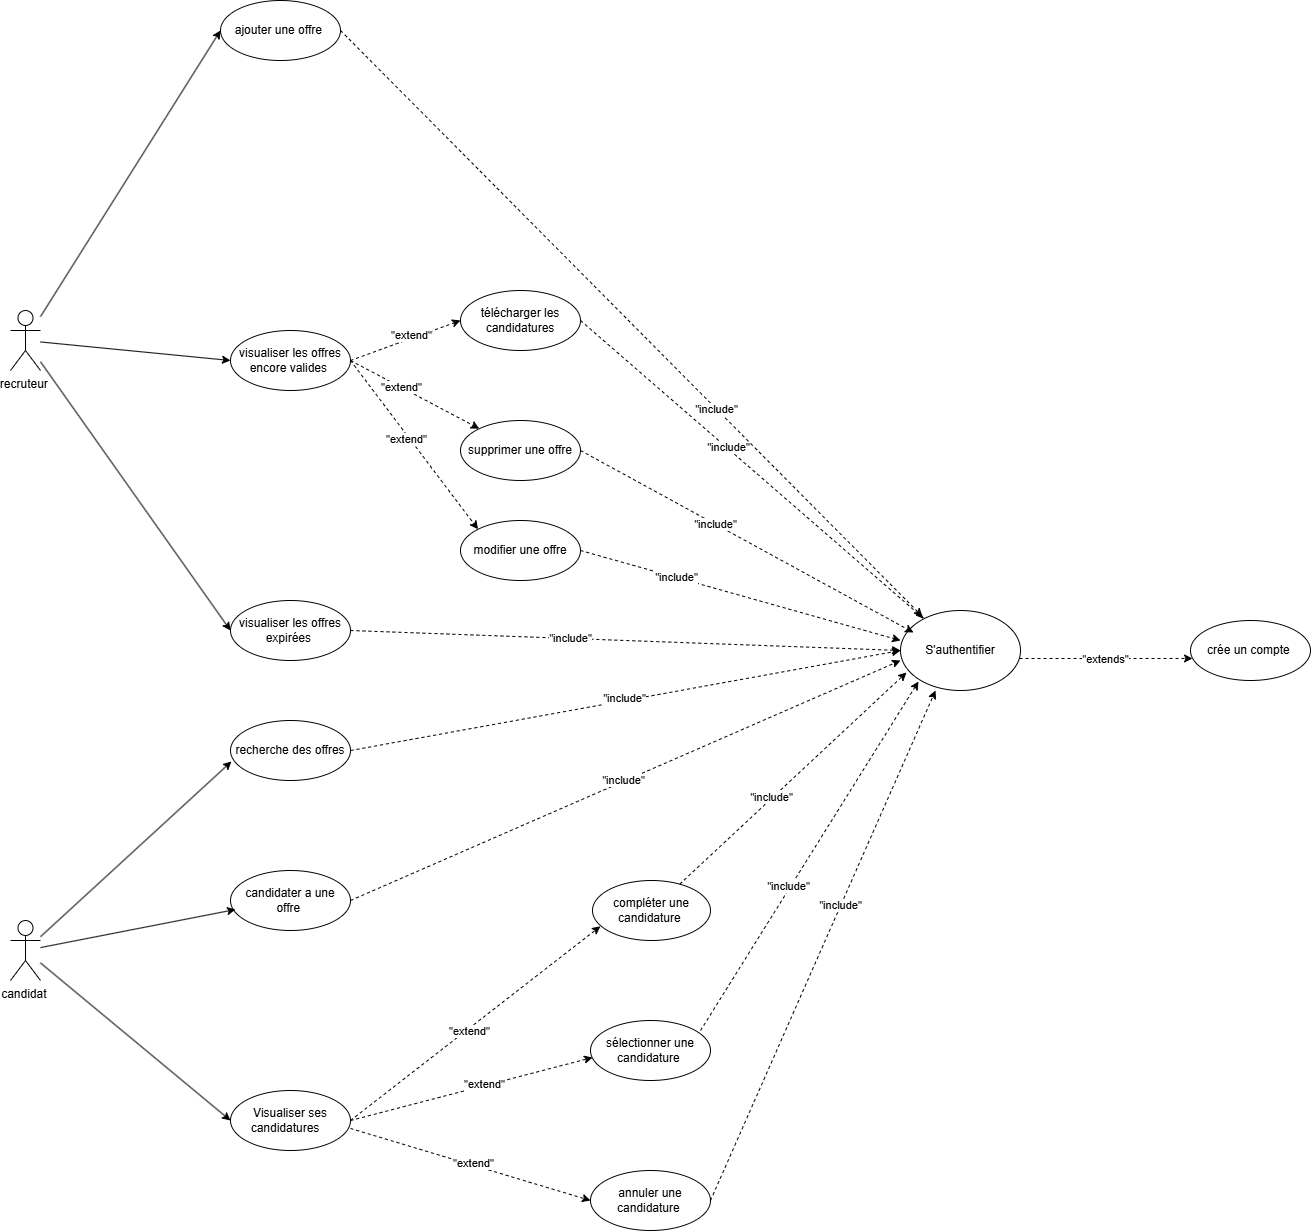 ajouter une offre
télécharger les
candidatures
"extend"
visualiser les offres
encore valides
recruteur
"extend"
"include"
"extend"
"include"
supprimer une offre
"include"
modifier une offre
"include"
visualiser les offres
expirées
"include"
S'authentifier
"extends"
crée un compte
"include"
recherche des offres
"include"
"include"
candidater a une
offre
"include"
compléter une
candidature
"include"
candidat
"extend"
sélectionner une
candidature
"extend"
Visualiser ses
candidatures
"extend"
annuler une
candidature